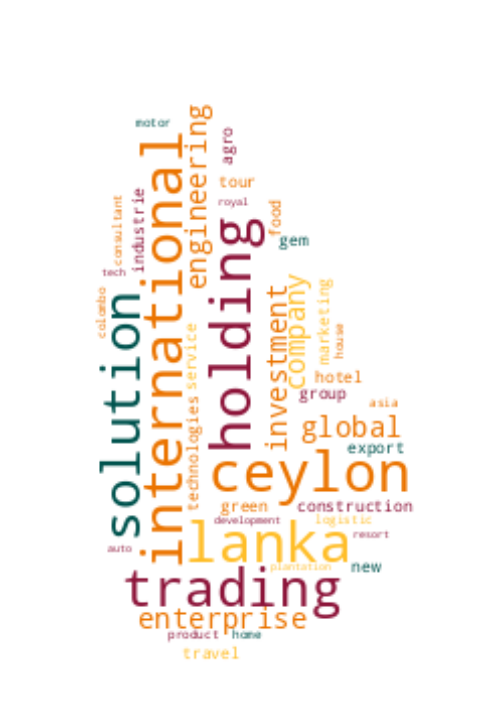 motor
international
engineering
agro
tour
royal
food
gem
holding
industrie
consultant
tech
colombo
solution
service
technologies
investment
company
marketing
house
hotel
group
asia
global
export
ceylon
green
construction
development
logistic
resort
lanka
auto
plantation
new
trading
enterprise
product home
travel